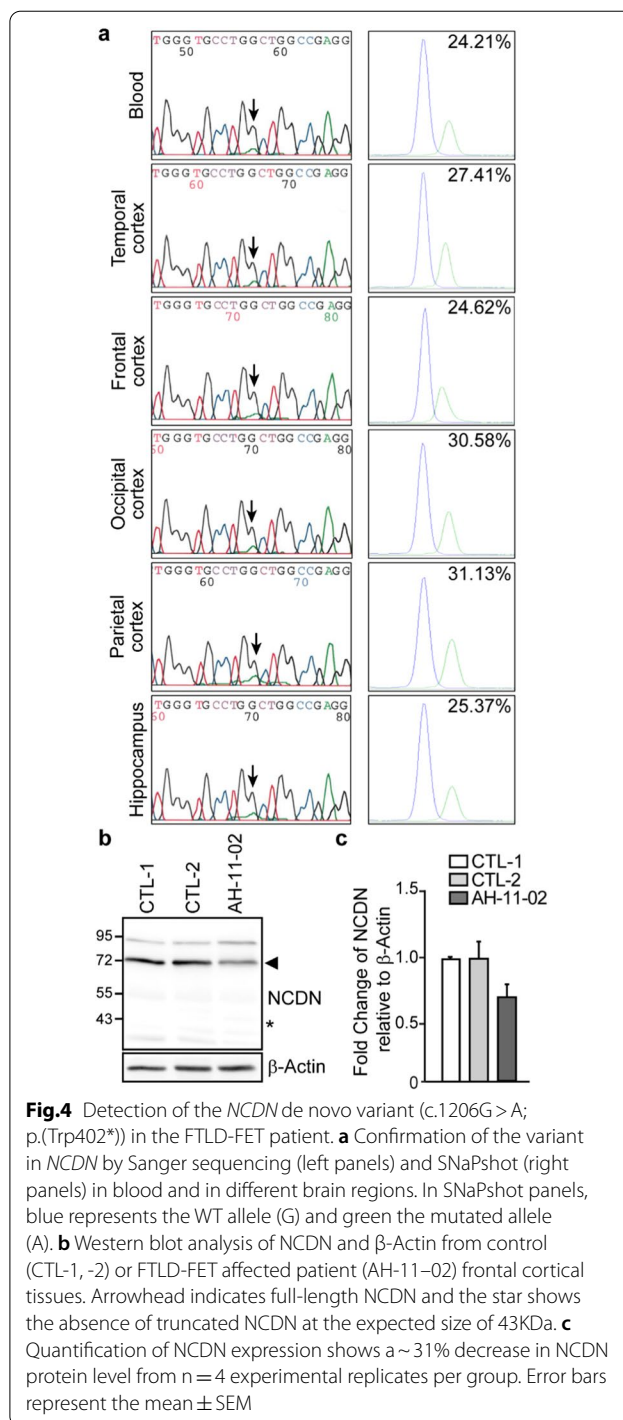 a
Blood
TGGGTGCCTGGCTGGCCGAGG
50 60
24.21%
Temporal cortex
TGGGTGCCTGGCTGGCCGAGG
60 70
27.41%
Frontal cortex
TGGGTGCCTGGCTGGCCGAGG
70 80
24.62%
Occipital cortex
TGGGTGCCTGGCTGGCCGAGG
60 70 80
30.58%
Parietal cortex
TGGGTGCCTGGCTGGCCGAGG
60 70
31.13%
Hippocampus
TGGGTGCCTGGCTGGCCGAGG
60 70 80
25.37%
b
CTL-1
CTL-2
AH-11-02
95
72
55
43
NCDN
*
β-Actin
c
CTL-1
CTL-2
AH-11-02
Fold Change of NCDN
relative to β-Actin
1.5
1.0
0.5
0
Fig.4 Detection of the NCDN de novo variant (c.1206G > A;
p.(Trp402*)) in the FTLD-FET patient. a Confirmation of the variant
in NCDN by Sanger sequencing (left panels) and SNaPshot (right
panels) in blood and in different brain regions. In SNaPshot panels,
blue represents the WT allele (G) and green the mutated allele
(A). b Western blot analysis of NCDN and β-Actin from control
(CTL-1, -2) or FTLD-FET affected patient (AH-11–02) frontal cortical
tissues. Arrowhead indicates full-length NCDN and the star shows
the absence of truncated NCDN at the expected size of 43KDa. c
Quantification of NCDN expression shows a ~ 31% decrease in NCDN
protein level from n = 4 experimental replicates per group. Error bars
represent the mean ± SEM